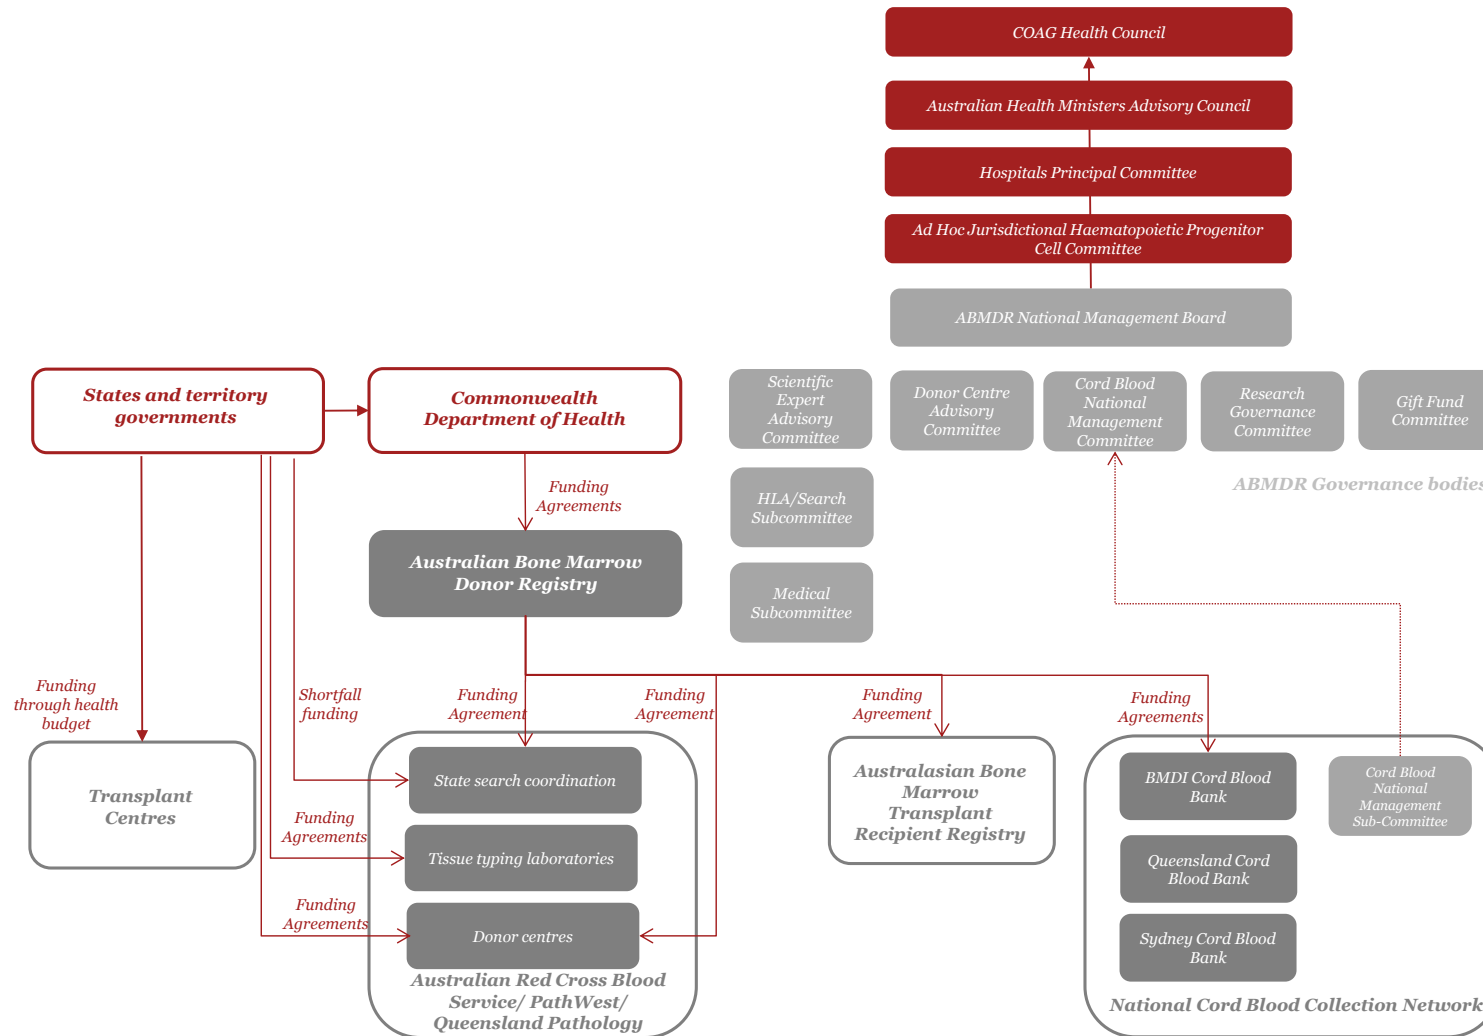 COAG Health Council
Australian Health Ministers Advisory Council
Hospitals Principal Committee
Ad Hoc Jurisdictional Haematopoietic Progenitor
Cell Committee
ABMDR National Management Board
States and territory
governments
Commonwealth
Department of Health
Scientific
Expert
Advisory
Committee
Donor Centre
Advisory
Committee
Cord Blood
National
Management
Committee
Research
Governance
Committee
Gift Fund
Committee
ABMDR Governance bodies
HLA/Search
Subcommittee
Medical
Subcommittee
Funding
Agreements
Australian Bone Marrow
Donor Registry
Funding
through health
budget
Shortfall
funding
Funding
Agreement
Funding
Agreement
Funding
Agreement
Funding
Agreements
Transplant
Centres
State search coordination
Funding
Agreements
Tissue typing laboratories
Funding
Agreements
Donor centres
Australian Red Cross Blood
Service/ PathWest/
Queensland Pathology
Australasian Bone
Marrow
Transplant
Recipient Registry
BMDI Cord Blood
Bank
Cord Blood
National
Management
Sub-Committee
Queensland Cord
Blood Bank
Sydney Cord Blood
Bank
National Cord Blood Collection Network